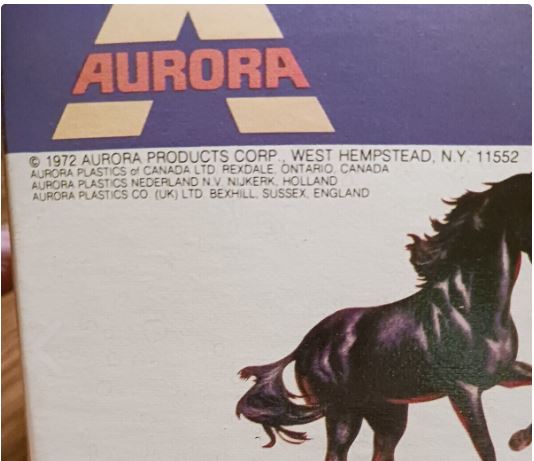 AURORA
© 1972 AURORA PRODUCTS CORP., WEST HEMPSTEAD, N.Y. 11552
AURORA PLASTICS of CANADA LTD. REXDALE, ONTARIO, CANADA
AURORA PLASTICS NEDERLAND N.V. NIJKERK, HOLLAND
AURORA PLASTICS CO. (UK) LTD. BEXHILL, SUSSEX, ENGLAND